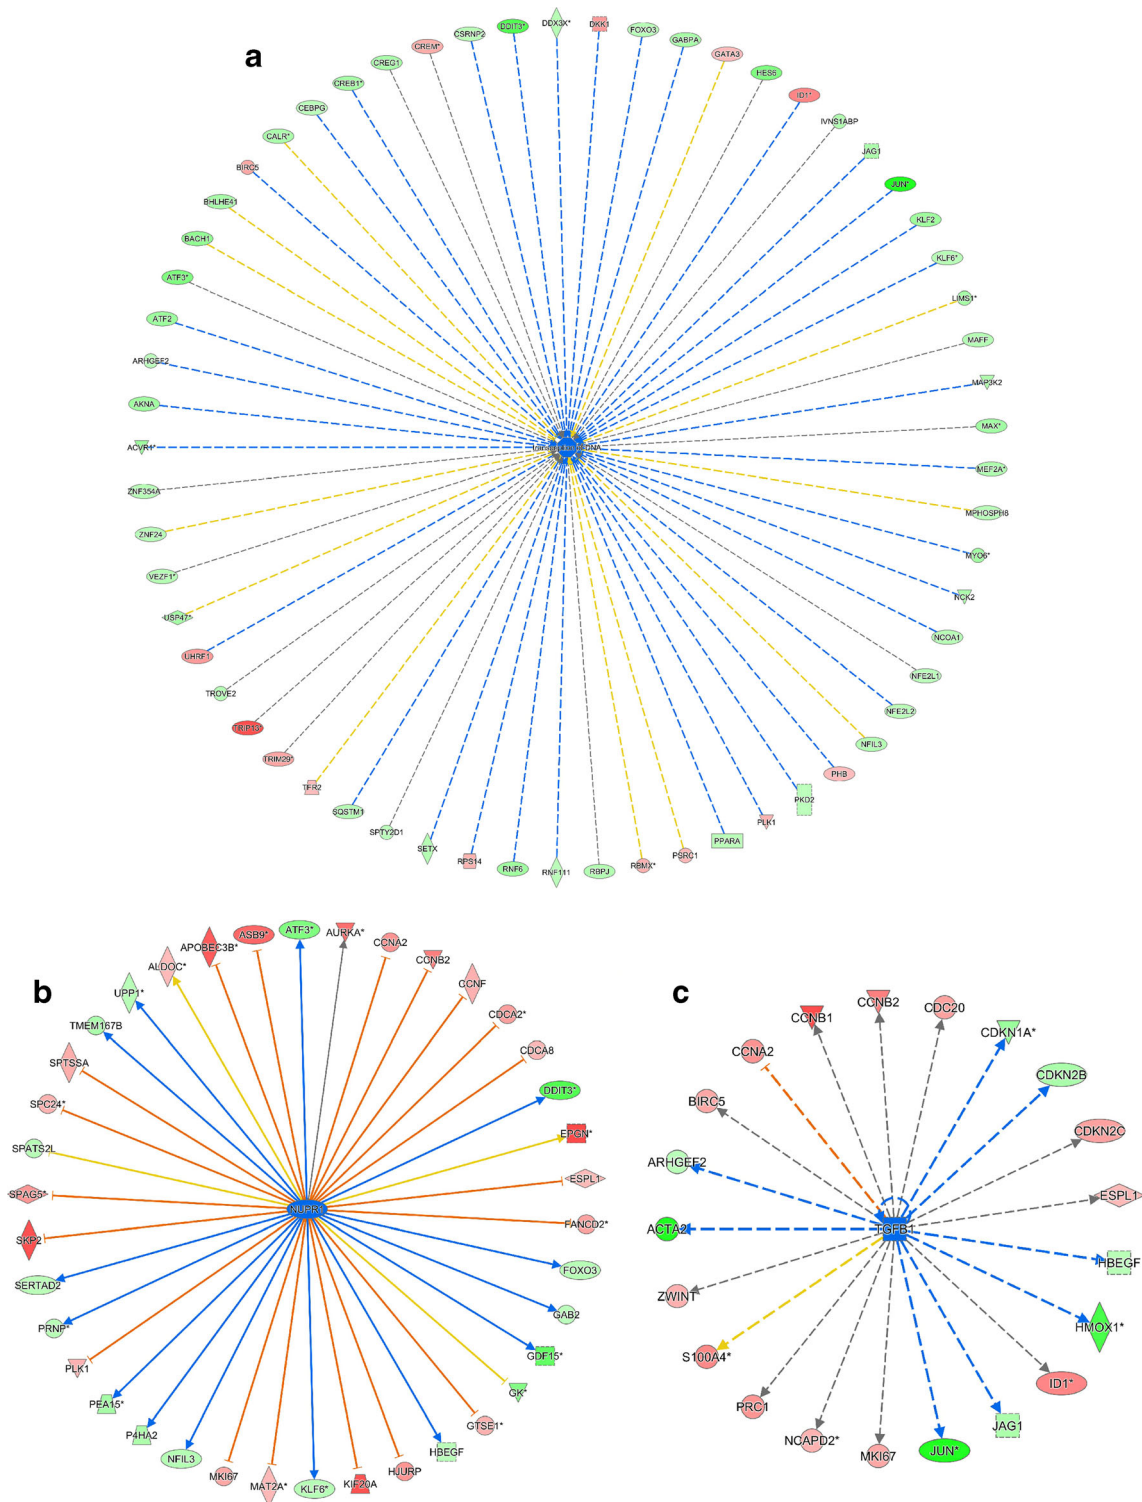 a
DDX3X*
DKK1
FOXO3
GABPA
GATA3
HES6
ID1*
IVNS1ABP
JAG1
JUN*
KLF2
KLF6*
LIMS1*
MAFF
MAP3K2
MAX*
MEF2A*
MPHOSPH8
MYO6*
NCK2
NCOA1
NFE2L1
NFE2L2
NFIL3
PHB
PKD2
PLK1
PPARA
PSRC1
RBMX*
RBPJ
RNF111
RNF6
RPS14
SETX
SPTY2D1
SQSTM1
TFR2
TRIM29*
TRIP13*
TROVE2
UHRF1
USP47*
VEZF1*
ZNF24
ZNF354A
ACVR1*
AKNA
ARHGEF2
ATF2
ATF3*
BACH1
BHLHE41
BIRC5
CALR*
CEBPG
CREB1*
CREG1
CREM*
CSRNP2
DDIT3*
b
ATF3*
AURKA*
CCNA2
CCNB2
CCNF
CDCA2*
CDCA8
DDIT3*
EPGN*
ESPL1
FANCD2*
FOXO3
GAB2
GDF15*
GK*
GTSE1*
HBEGF
HJURP
KIF20A
KLF6*
MAT2A*
MKI67
NFIL3
P4HA2
PEA15*
PLK1
PRNP*
SERTAD2
SKP2
SPAG5*
SPATS2L
SPC24*
SPTSSA
TMEM167B
UPP1*
ALDOC*
APOBEC3B*
ASB9*
NUPR1
c
CCNB1
CCNB2
CDC20
CDKN1A*
CDKN2B
CDKN2C
ESPL1
HBEGF
HMOX1*
ID1*
JAG1
JUN*
MKI67
NCAPD2*
PRC1
S100A4*
ZWINT
ACTA2
ARHGEF2
BIRC5
CCNA2
TGFB1